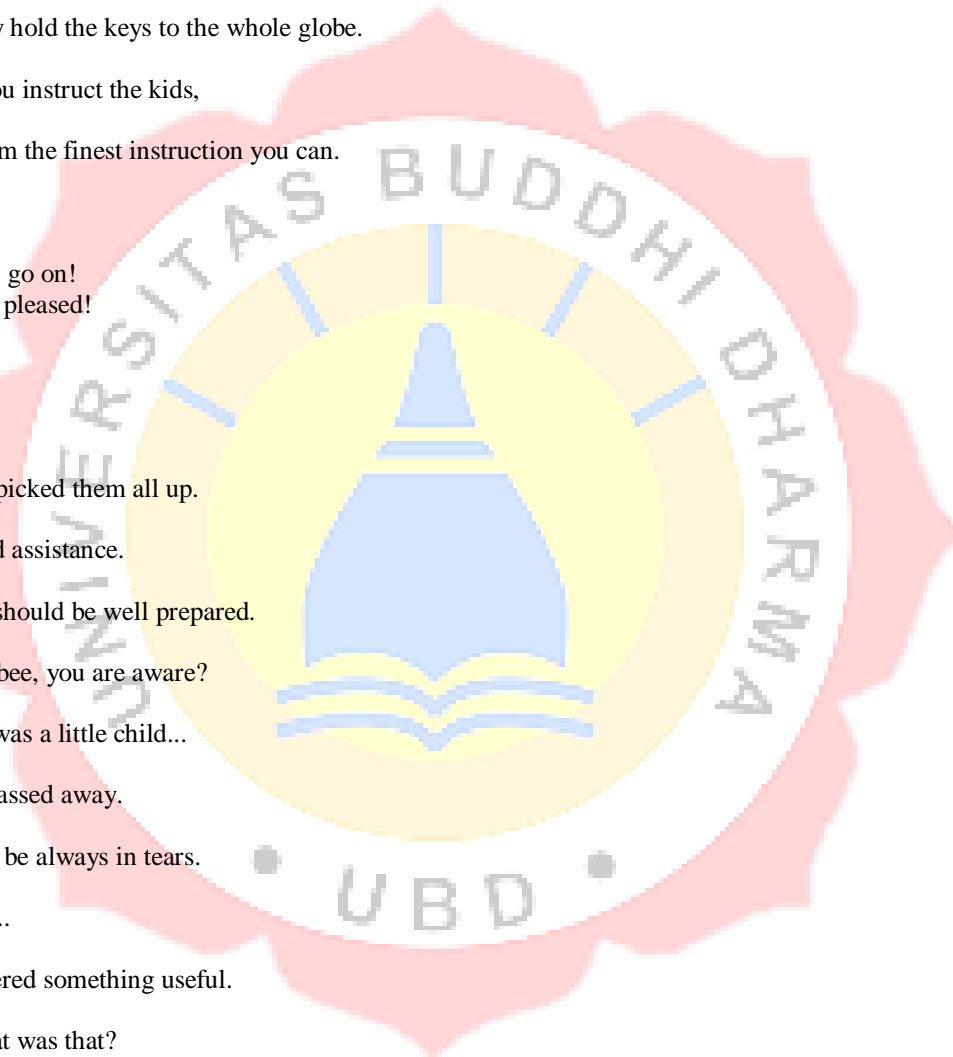 y hold the keys to the whole globe.
ou instruct the kids,
m the finest instruction you can.
go on!
pleased!
picked them all up.
d assistance.
should be well prepared.
bee, you are aware?
was a little child...
assed away.
be always in tears.
..
ered something useful.
at was that?
UNIVERSITAS BUDDHI DHARMA
• UBD •